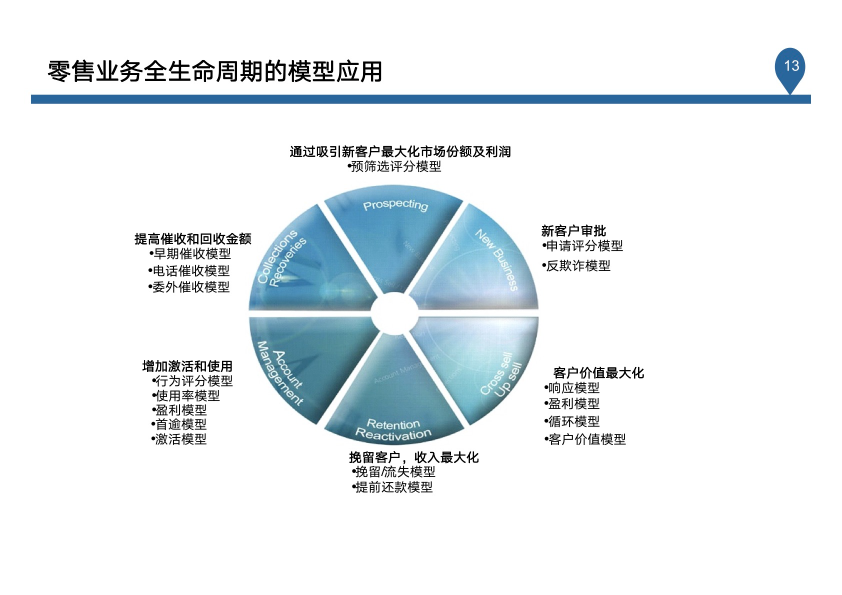 零售业务全生命周期的模型应用
13
通过吸引新客户最大化市场份额及利润
•预筛选评分模型
Prospecting
新客户审批
•申请评分模型
•反欺诈模型
New Business
提高催收和回收金额
•早期催收模型
•电话催收模型
•委外催收模型
Collections
Recoveries
增加激活和使用
•行为评分模型
•使用率模型
•盈利模型
•首逾模型
•激活模型
Account
Management
客户价值最大化
•响应模型
•盈利模型
•循环模型
•客户价值模型
Cross sell
Up sell
Retention
Reactivation
挽留客户，收入最大化
•挽留/流失模型
•提前还款模型